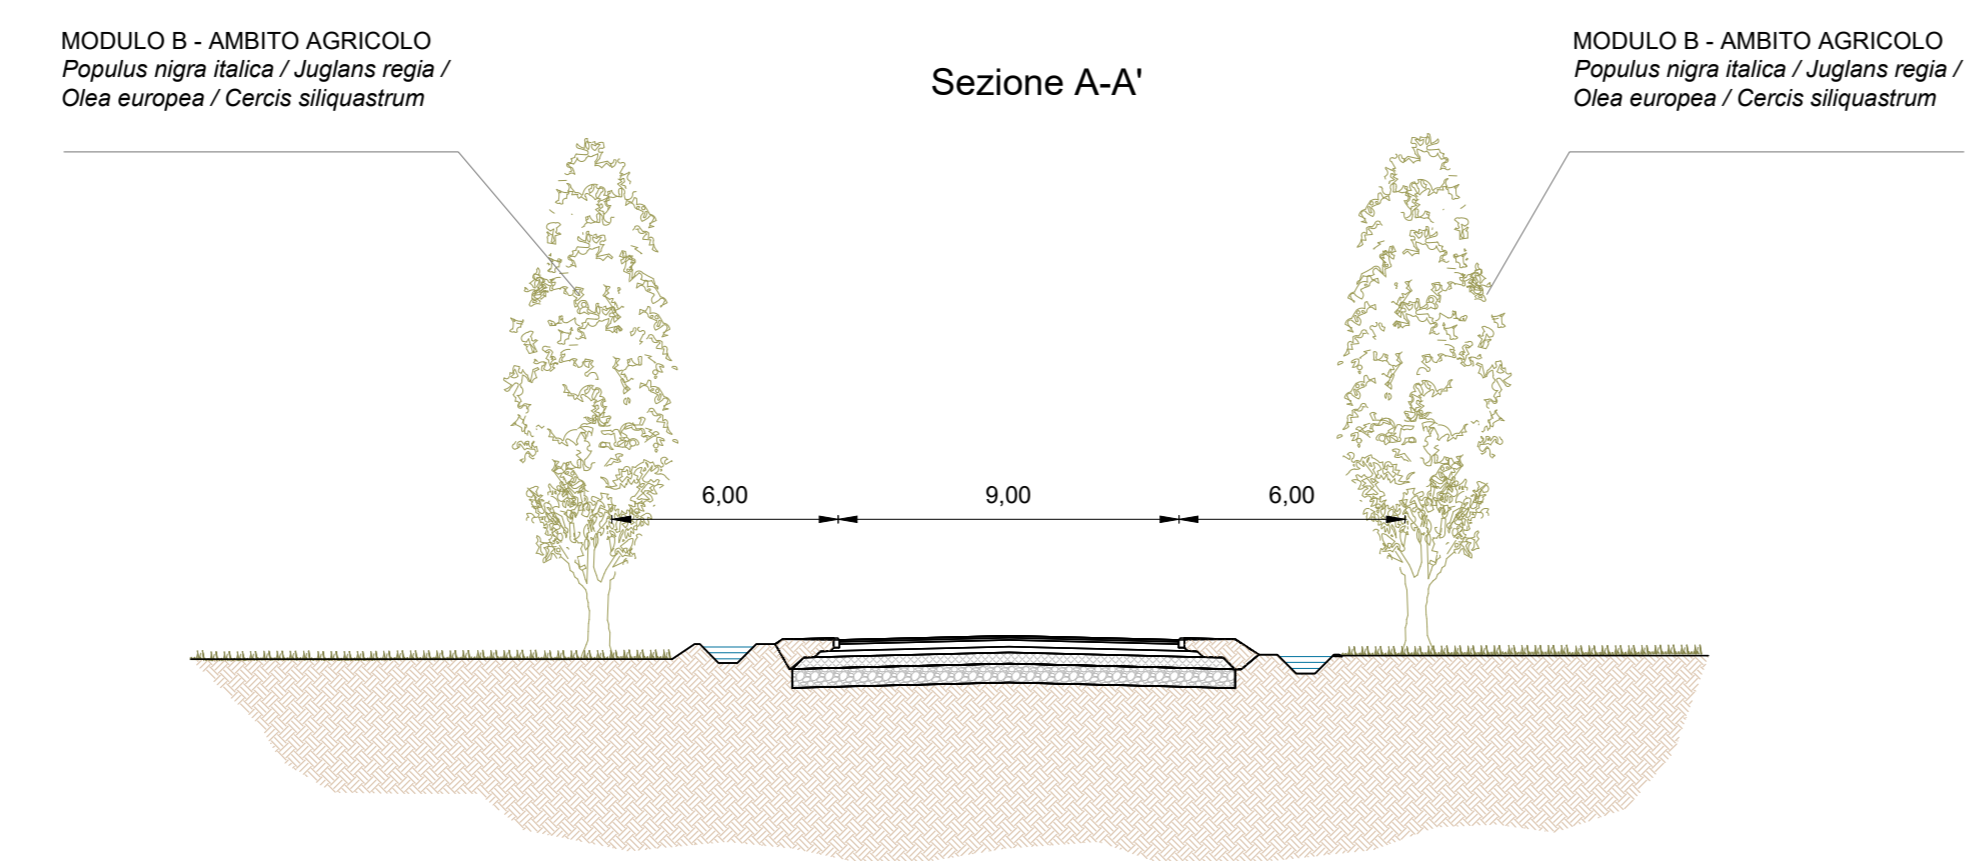 MODULO B - AMBITO AGRICOLO
Populus nigra italica / Juglans regia /
Olea europea / Cercis siliquastrum
Sezione A-A'
MODULO B - AMBITO AGRICOLO
Populus nigra italica / Juglans regia /
Olea europea / Cercis siliquastrum
6,00
9,00
6,00